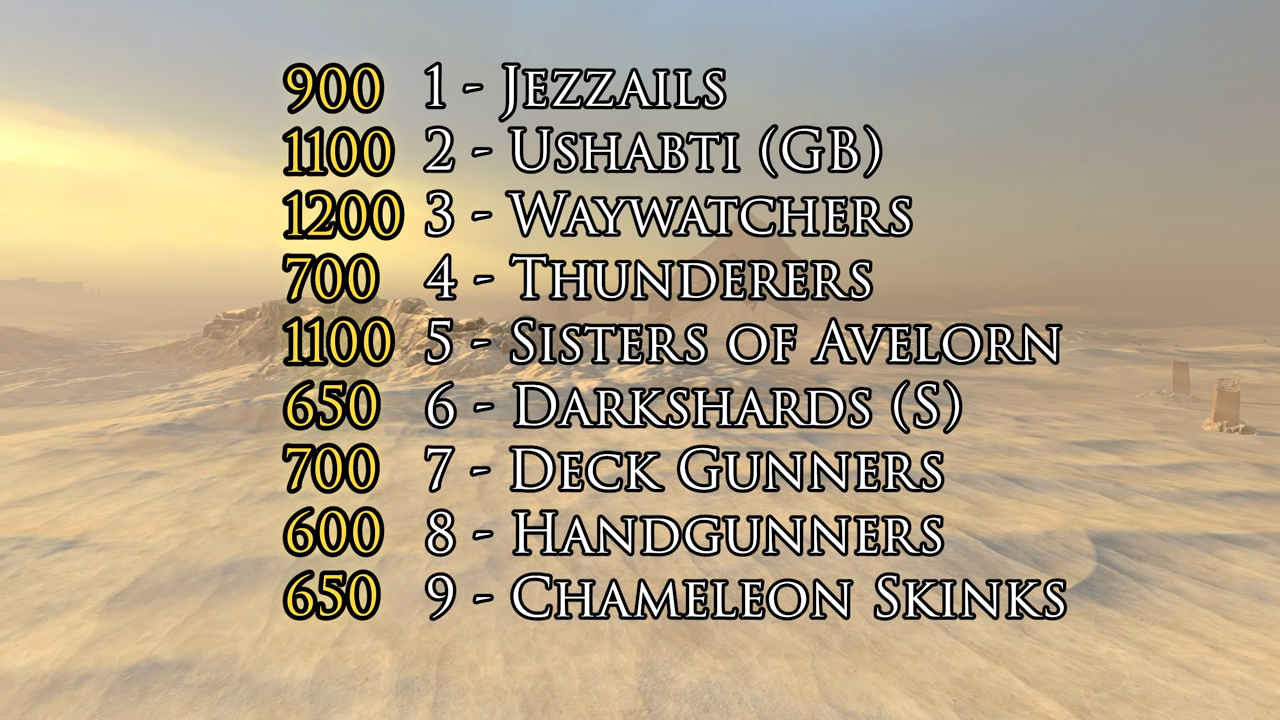 900 1 - Jezzails
1100 2 - Ushabti (GB)
1200 3 - Waywatchers
700 4 - Thunderers
1100 5 - Sisters of Avelorn
650 6 - Darkshards (S)
700 7 - Deck Gunners
600 8 - Handgunners
650 9 - Chameleon Skinks